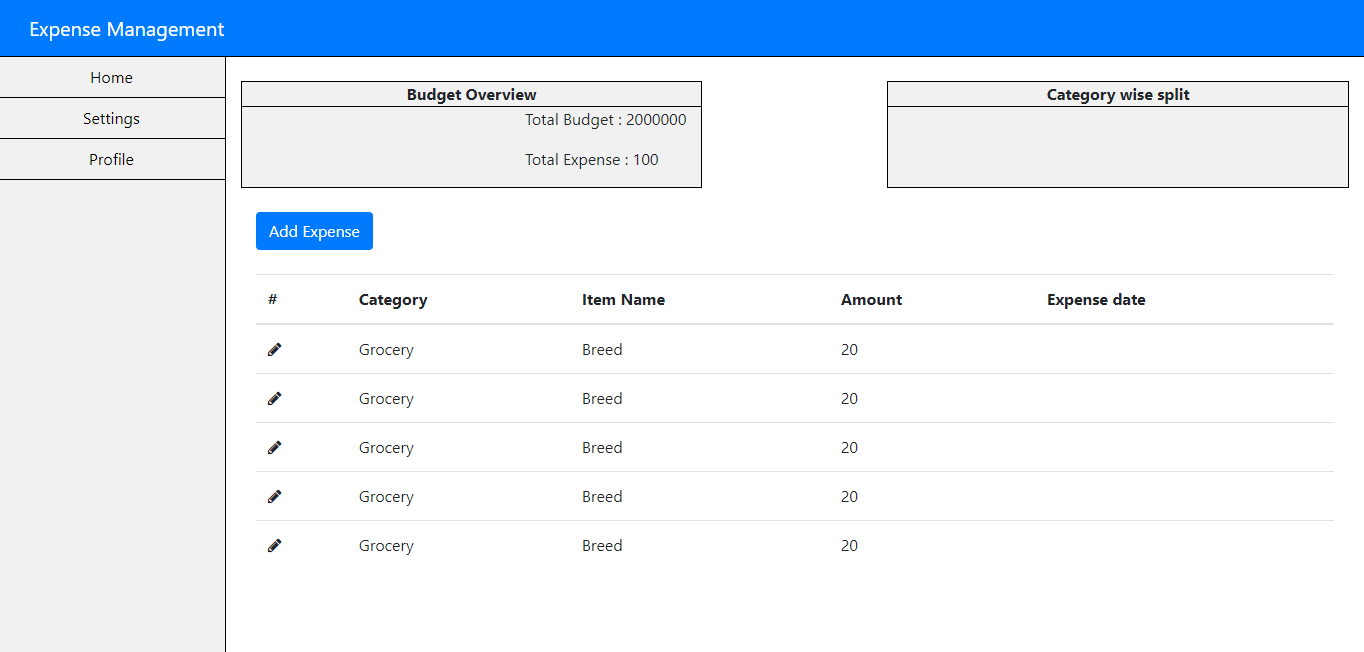 Expense Management
Home
Settings
Profile
Budget Overview
Total Budget : 2000000
Total Expense : 100
Category wise split
Add Expense
# Category Item Name Amount Expense date
Grocery Breed 20
Grocery Breed 20
Grocery Breed 20
Grocery Breed 20
Grocery Breed 20